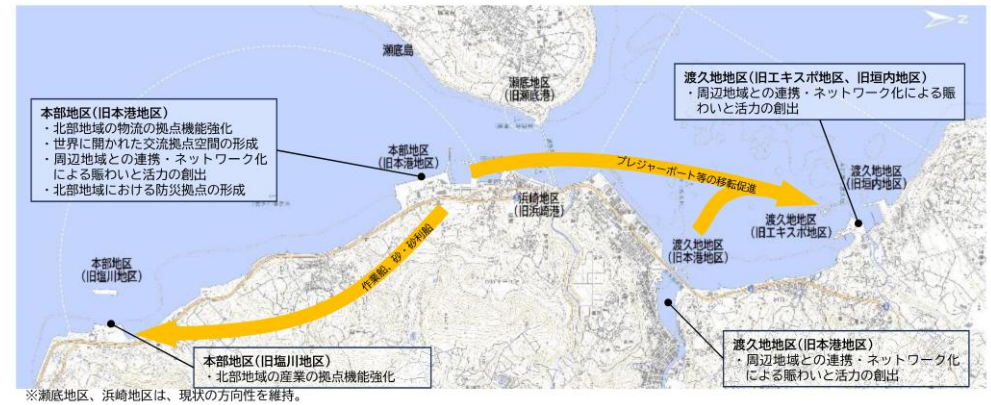 瀬底島
瀬底地区
(旧瀬底港)
渡久地地区(旧エキスポ地区、旧垣内地区)
・周辺地域との連携・ネットワーク化による賑
わいと活力の創出
本部地区(旧本港地区)
・北部地域の物流の拠点機能強化
・世界に開かれた交流拠点空間の形成
・周辺地域との連携・ネットワーク化
による賑わいと活力の創出
・北部地域における防災拠点の形成
本部地区
(旧本港地区)
プレジャーボート等の移転促進
渡久地地区
(旧垣内地区)
浜崎地区
(旧浜崎港)
渡久地地区
(旧エキスポ地区)
渡久地地区
(旧本港地区)
本部地区
(旧塩川地区)
作業船、砂・砂利船
本部地区(旧塩川地区)
・北部地域の産業の拠点機能強化
渡久地地区(旧本港地区)
・周辺地域との連携・ネットワーク化
による賑わいと活力の創出
※瀬底地区、浜崎地区は、現状の方向性を維持。
Z